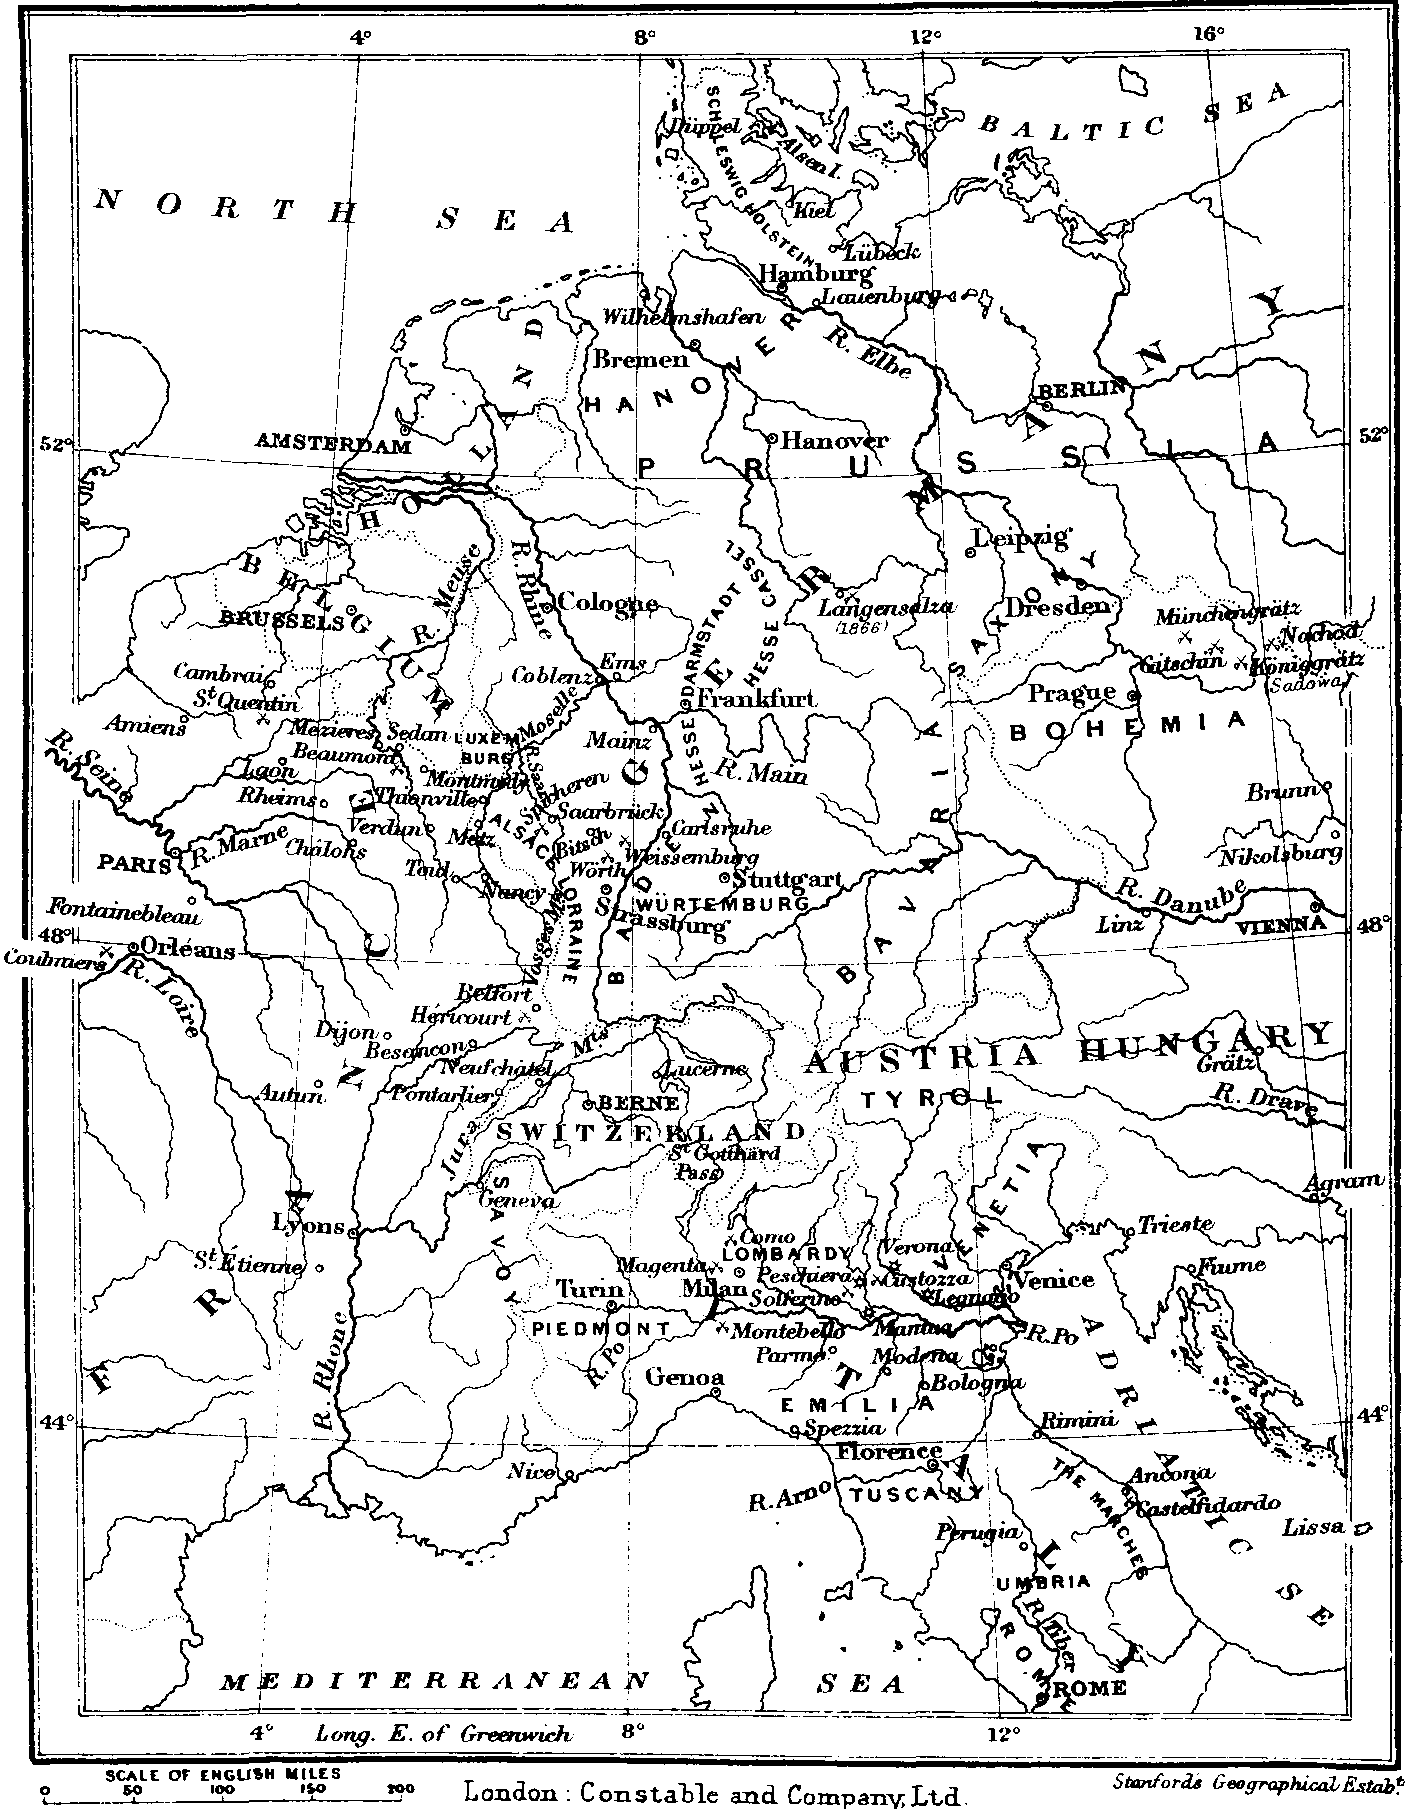 4° 8° 12° 16°
BALTIC SEA
NORTH SEA
SCHLESWIG HOLSTEIN
Düppel
Alsen I.
Kiel
Lübeck
Hamburg
Lauenburg
Wilhelmshafen
Bremen
R. Elbe
HANOVER
BERLIN
HOLLAND
AMSTERDAM
52° 52°
Hanover
PRUSSIA
GERMANY
Leipzig
BELGIUM
R. Meuse
R. Rhine
Cologne
HESSE CASSEL
HESSE DARMSTADT
Langensalza
(1866)
SAXONY
Dresden
Münchengrätz
Nachod
Gitschin
Königgrätz
Sadowa
BRUSSELS
Cambrai
St. Quentin
Amiens
Ems
Coblenz
Frankfurt
Prague
BOHEMIA
Mezieres
Sedan
LUXEM
BURG
R. Moselle
Mainz
Beaumont
R. Seine
Laon
Montmedy
R. Saar
R. Main
Rheims
Thionville
Spicheren
Saarbrück
Brunn
Verdun
Metz
ALSACE
LORRAINE
Bitsch
Carlsruhe
Weissemburg
Nikolsburg
PARIS
R. Marne
Châlons
Toul
Nancy
Wörth
Stuttgart
BAVARIA
R. Danube
Fontainebleau
Strassburg
WÜRTEMBURG
Linz
VIENNA
48° 48°
Orléans
Coulmiers
R. Loire
Vosges Mts
BADEN
Belfort
Héricourt
Dijon
Besançon
AUSTRIA HUNGARY
Neufchâtel
Lucerne
Grätz
Autun
Pontarlier
BERNE
TYROL
R. Drave
Jura Mts
SWITZERLAND
St. Gotthard
Pass
Geneva
SAVOY
Agram
Lyons
VENETIA
Trieste
St. Étienne
Como
LOMBARDY
Verona
Magenta
Peschiera
Custozza
Venice
Fiume
Turin
Milan
Solferino
Legnago
PIEDMONT
Montebello
Mantua
R. Po
R. Po
Parma
Modena
FRANCE
R. Rhone
Genoa
Bologna
EMILIA
ADRIATIC SE
44° 44°
Spezzia
Rimini
Nice
Florence
ITALY
R. Arno
TUSCANY
THE MARCHES
Ancona
Castelfidardo
Lissa
Perugia
UMBRIA
R. Tiber
ROME
MEDITERRANEAN SEA
ROME
4° Long. E. of Greenwich 8° 12°
SCALE OF ENGLISH MILES
0 50 100 150 200
London: Constable and Company, Ltd.
Stanford's Geographical Estabt.